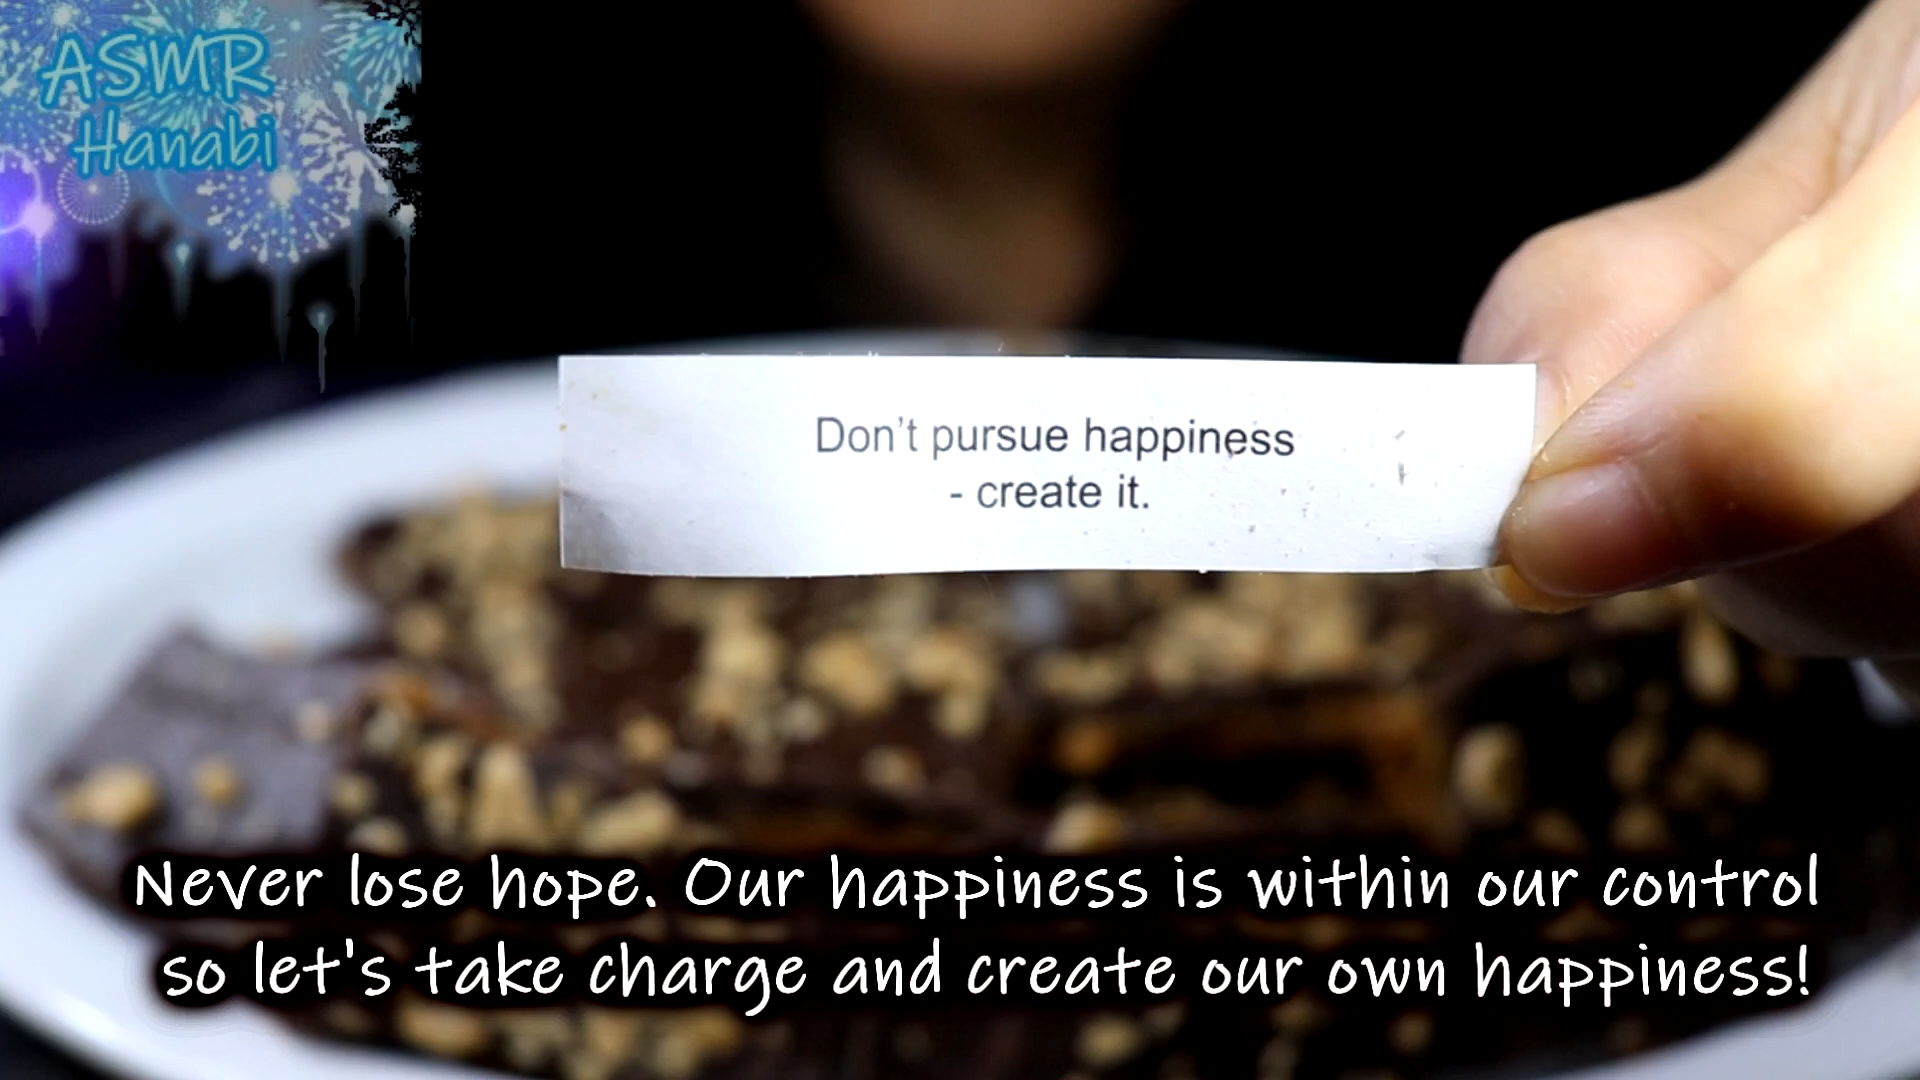 ASMR
Hanabi
Don't pursue happiness
- create it.
Never lose hope. Our happiness is within our control
so let's take charge and create our own happiness!